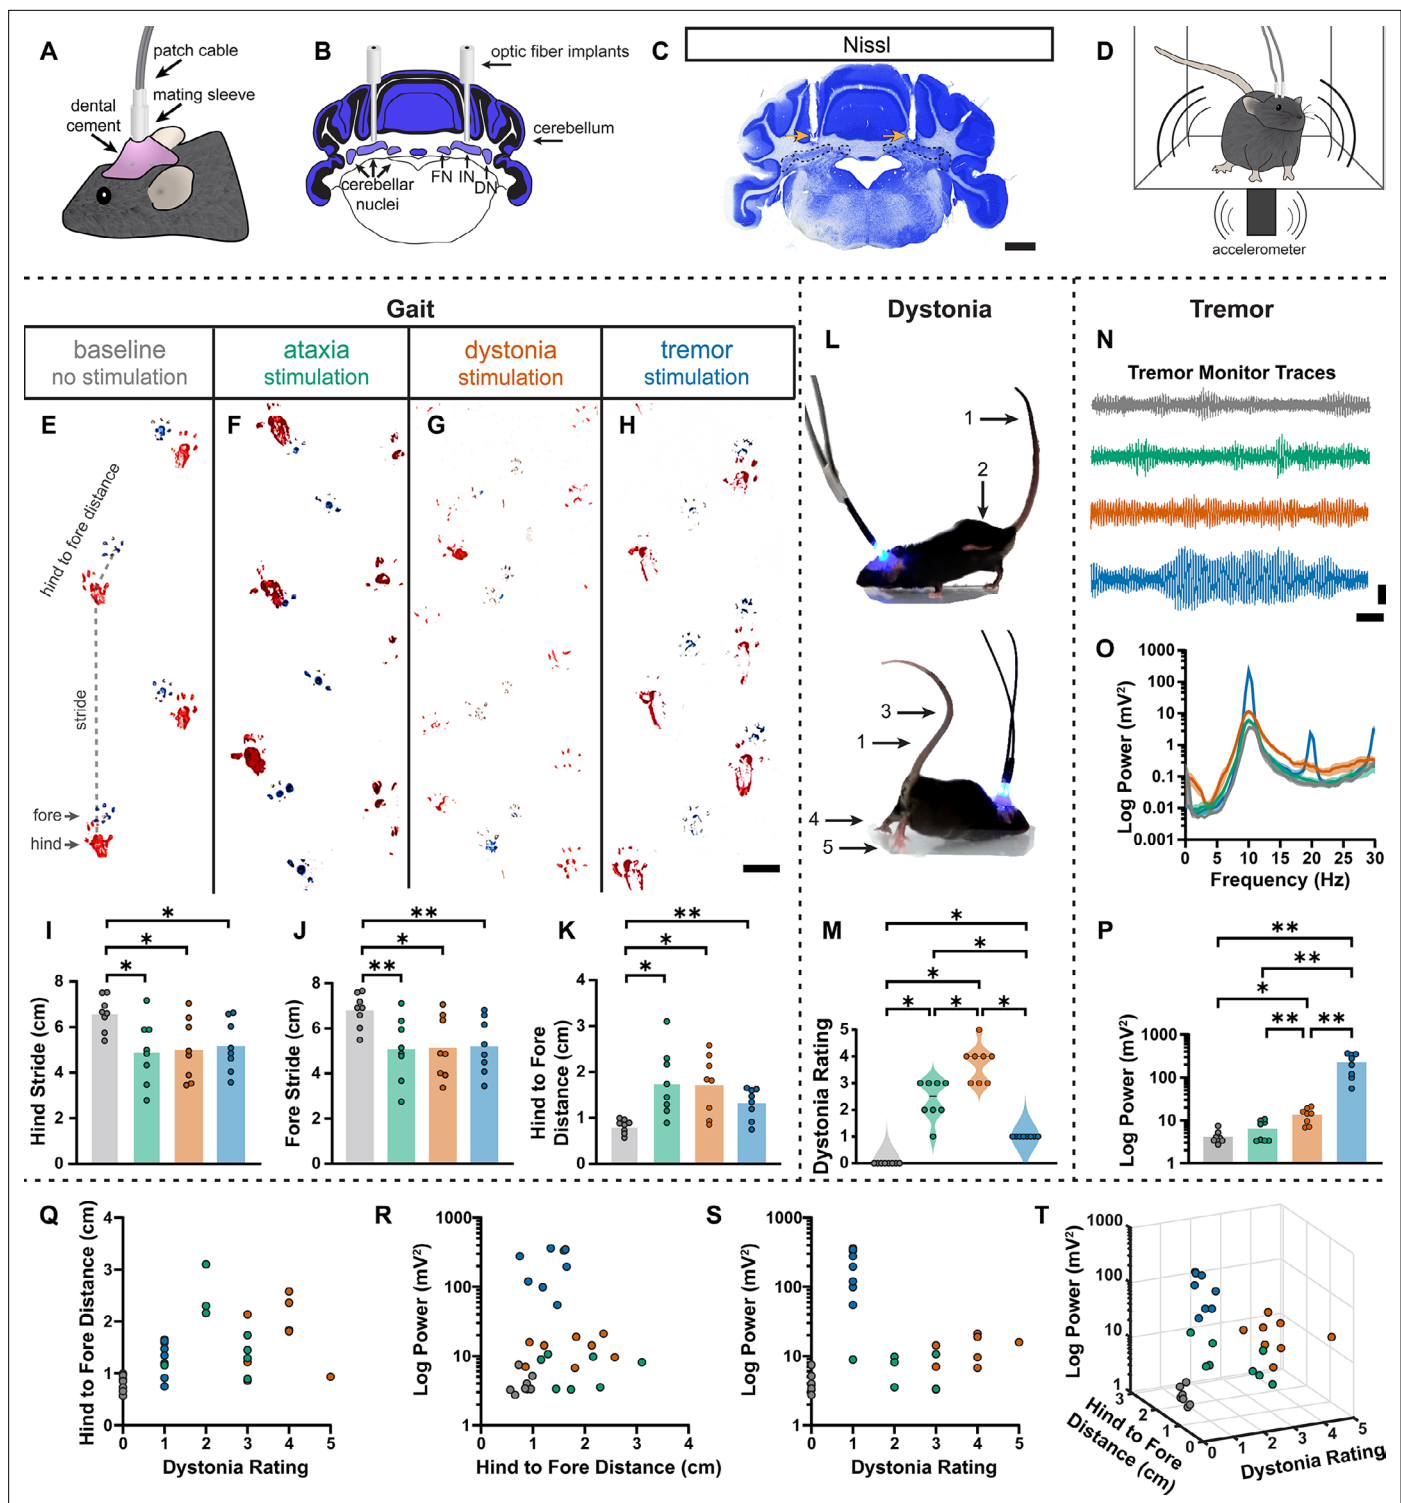 A
patch cable
mating sleeve
dental
cement
B
optic fiber implants
cerebellum
FN
IN
DN
cerebellar
nuclei
C
Nissl
D
accelerometer
Gait
Dystonia
Tremor
baseline
no stimulation
ataxia
stimulation
dystonia
stimulation
tremor
stimulation
E
hind to fore distance
stride
fore
hind
F
G
H
L
1
2
3
1
4
5
N
Tremor Monitor Traces
O
Log Power (mV²)
1000
100
10
1
0.1
0.01
0.001
0 5 10 15 20 25 30
Frequency (Hz)
I
Hind Stride (cm)
8
6
4
2
0
* * *
J
Fore Stride (cm)
8
6
4
2
0
** * **
K
Hind to Fore
Distance (cm)
4
3
2
1
0
* * **
M
Dystonia Rating
5
4
3
2
1
0
*
*
*
* * *
P
Log Power (mV²)
1000
100
10
1
**
**
*
** **
Q
Hind to Fore Distance (cm)
4
3
2
1
0
0 1 2 3 4 5
Dystonia Rating
R
Log Power (mV²)
1000
100
10
1
0 1 2 3 4
Hind to Fore Distance (cm)
S
Log Power (mV²)
1000
100
10
1
0 1 2 3 4 5
Dystonia Rating
T
Log Power (mV²)
1000
100
10
1
3 2 1 0
Hind to Fore
Distance (cm)
0 1 2 3 4 5
Dystonia Rating